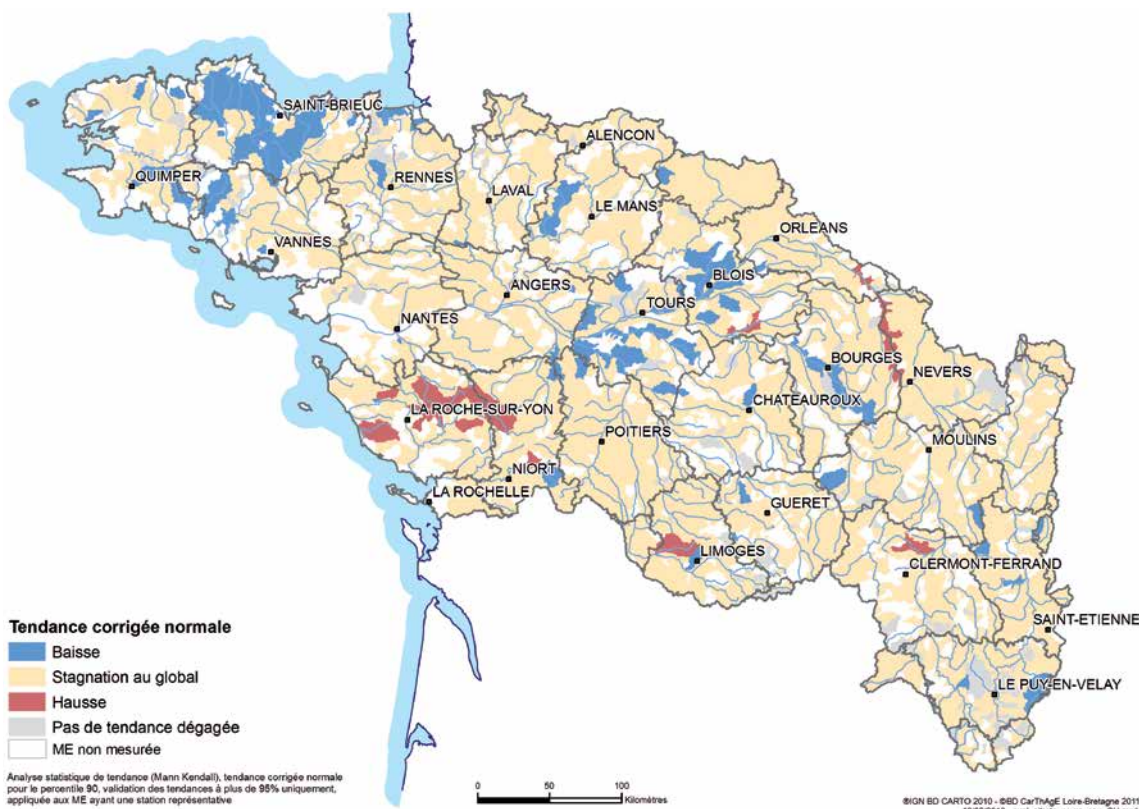 SAINT-BRIEUC
ALENCON
QUIMPER
RENNES
LAVAL
LE MANS
ORLEANS
VANNES
BLOIS
ANGERS
TOURS
NANTES
BOURGES
NEVERS
CHATEAUROUX
LA ROCHE-SUR-YON
POITIERS
MOULINS
NIORT
LA ROCHELLE
GUERET
LIMOGES
CLERMONT-FERRAND
SAINT-ETIENNE
LE PUY-EN-VELAY
Tendance corrigée normale
Baisse
Stagnation au global
Hausse
Pas de tendance dégagée
ME non mesurée
Analyse statistique de tendance (Mann Kendall), tendance corrigée normale
pour le percentile 90, validation des tendances à plus de 95% uniquement,
appliquée aux ME ayant une station représentative
0 50 100
Kilomètres
©IGN BD CARTO 2010 - ©BD CarThAgE Loire-Bretagne 2011